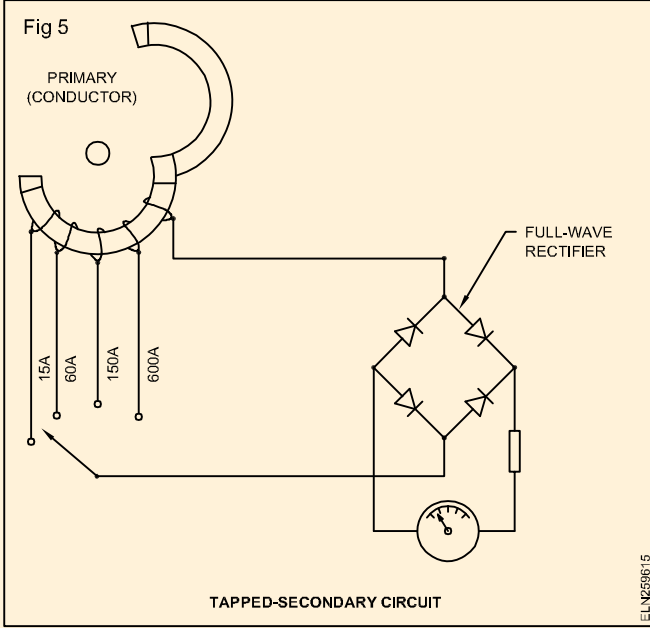 Fig 5
PRIMARY
(CONDUCTOR)
FULL-WAVE
RECTIFIER
15A
60A
150A
600A
TAPPED-SECONDARY CIRCUIT
ELN259615